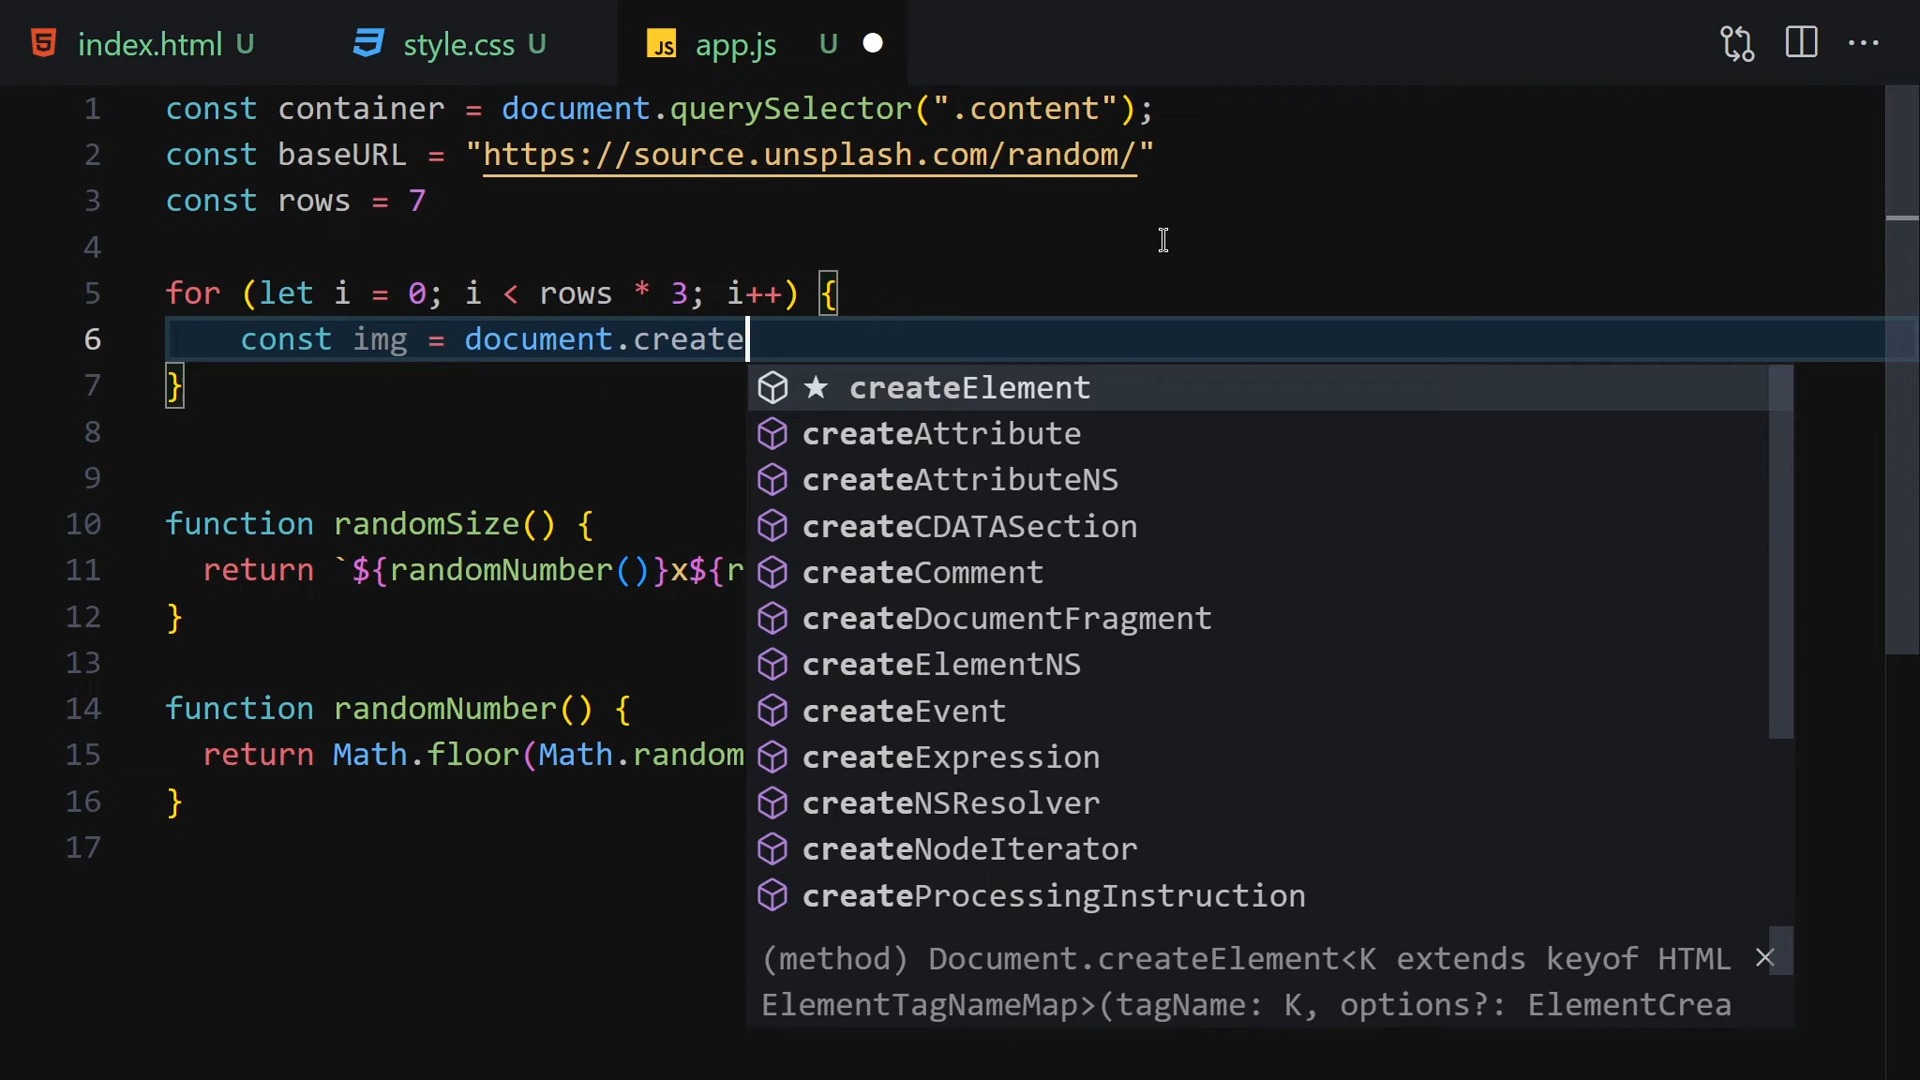 index.html U
style.css U
JS app.js U
1 const container = document.querySelector(".content");
2 const baseURL = "https://source.unsplash.com/random/"
3 const rows = 7
4
5 for (let i = 0; i < rows * 3; i++) {
6 const img = document.create
7 }
8
9
10 function randomSize() {
11 return `${randomNumber()}x${r
12 }
13
14 function randomNumber() {
15 return Math.floor(Math.random
16 }
17
★ createElement
createAttribute
createAttributeNS
createCDATASection
createComment
createDocumentFragment
createElementNS
createEvent
createExpression
createNSResolver
createNodeIterator
createProcessingInstruction
(method) Document.createElement<K extends keyof HTML
ElementTagNameMap>(tagName: K, options?: ElementCrea